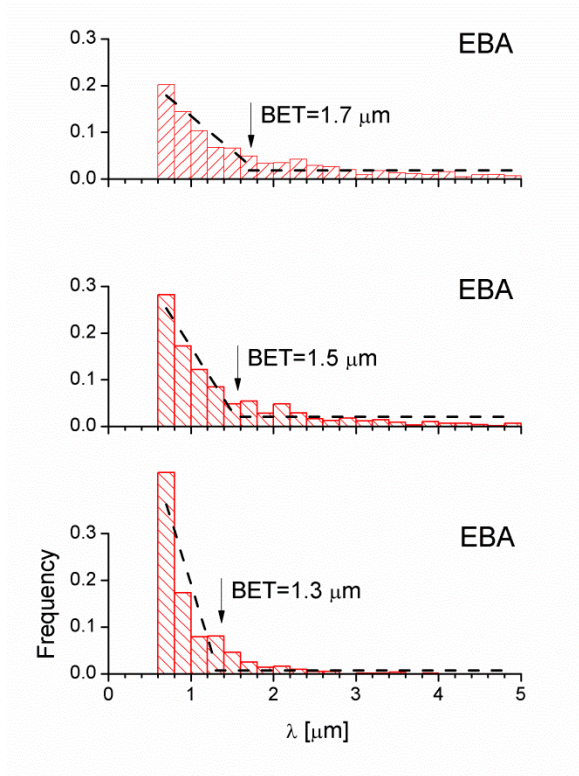 0.3
EBA
0.2
BET=1.7 μm
0.1
0.0
0.3
EBA
0.2
BET=1.5 μm
0.1
0.0
0.3
EBA
0.2
BET=1.3 μm
0.1
0.0
Frequency
0 1 2 3 4 5
λ [μm]